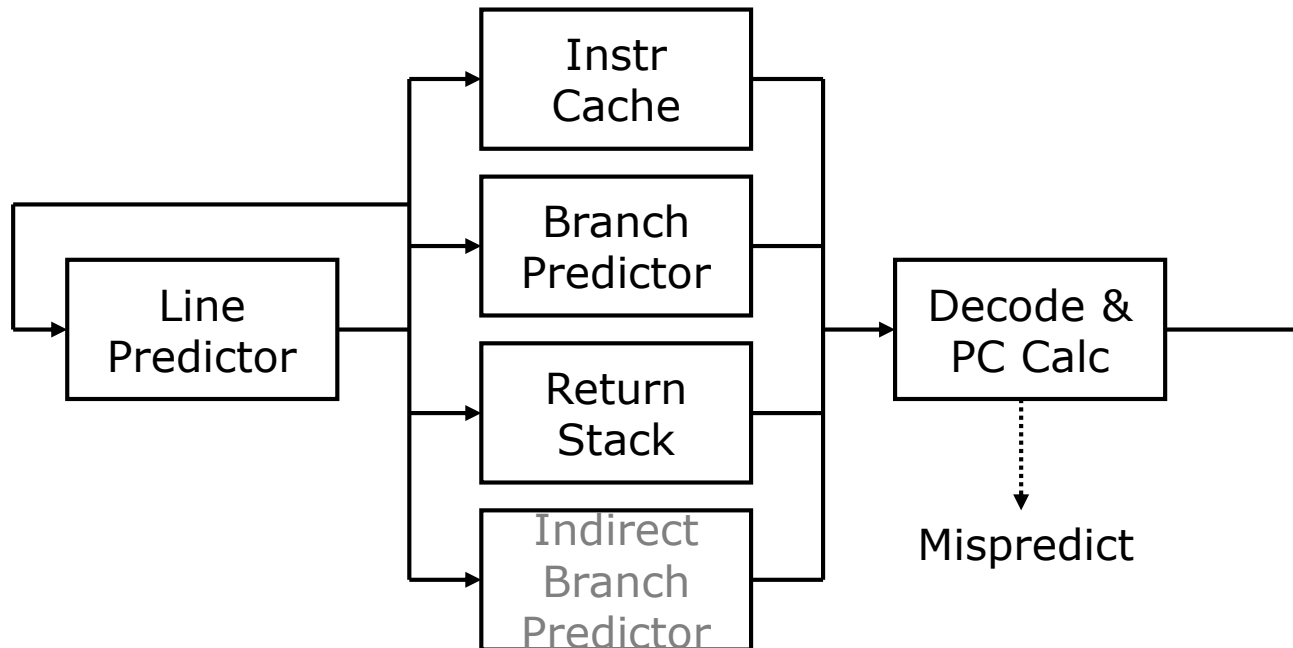 Instr
Cache
Branch
Predictor
Line
Predictor
Decode &
PC Calc
Return
Stack
Indirect
Branch
Predictor
Mispredict